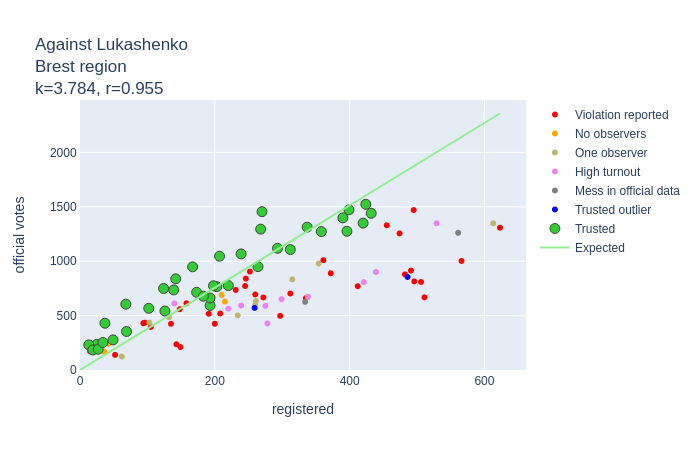 Against Lukashenko
Brest region
k=3.784, r=0.955
official votes
2000
1500
1000
500
0
0
200
400
600
registered
Violation reported
No observers
One observer
High turnout
Mess in official data
Trusted outlier
Trusted
Expected